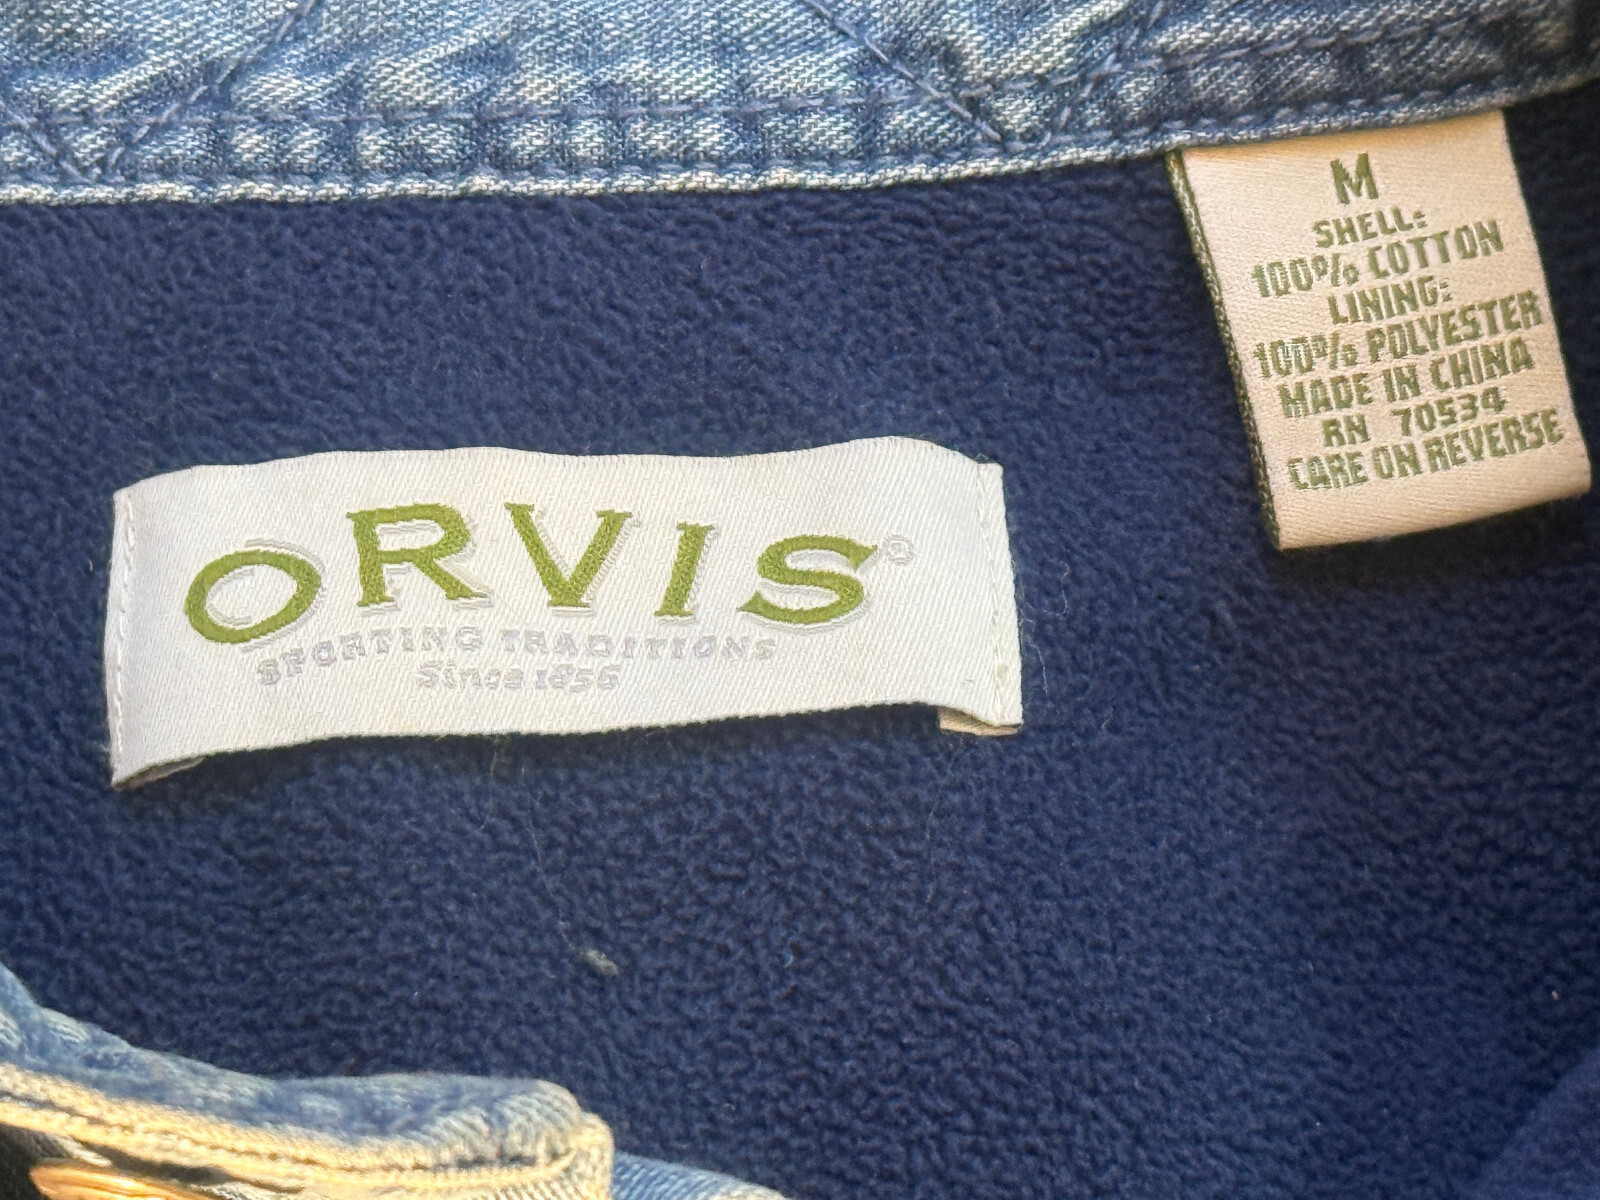 ORVIS®
SPORTING TRADITIONS
Since 1856
M
SHELL:
100% COTTON
LINING:
100% POLYESTER
MADE IN CHINA
RN 70534
CARE ON REVERSE